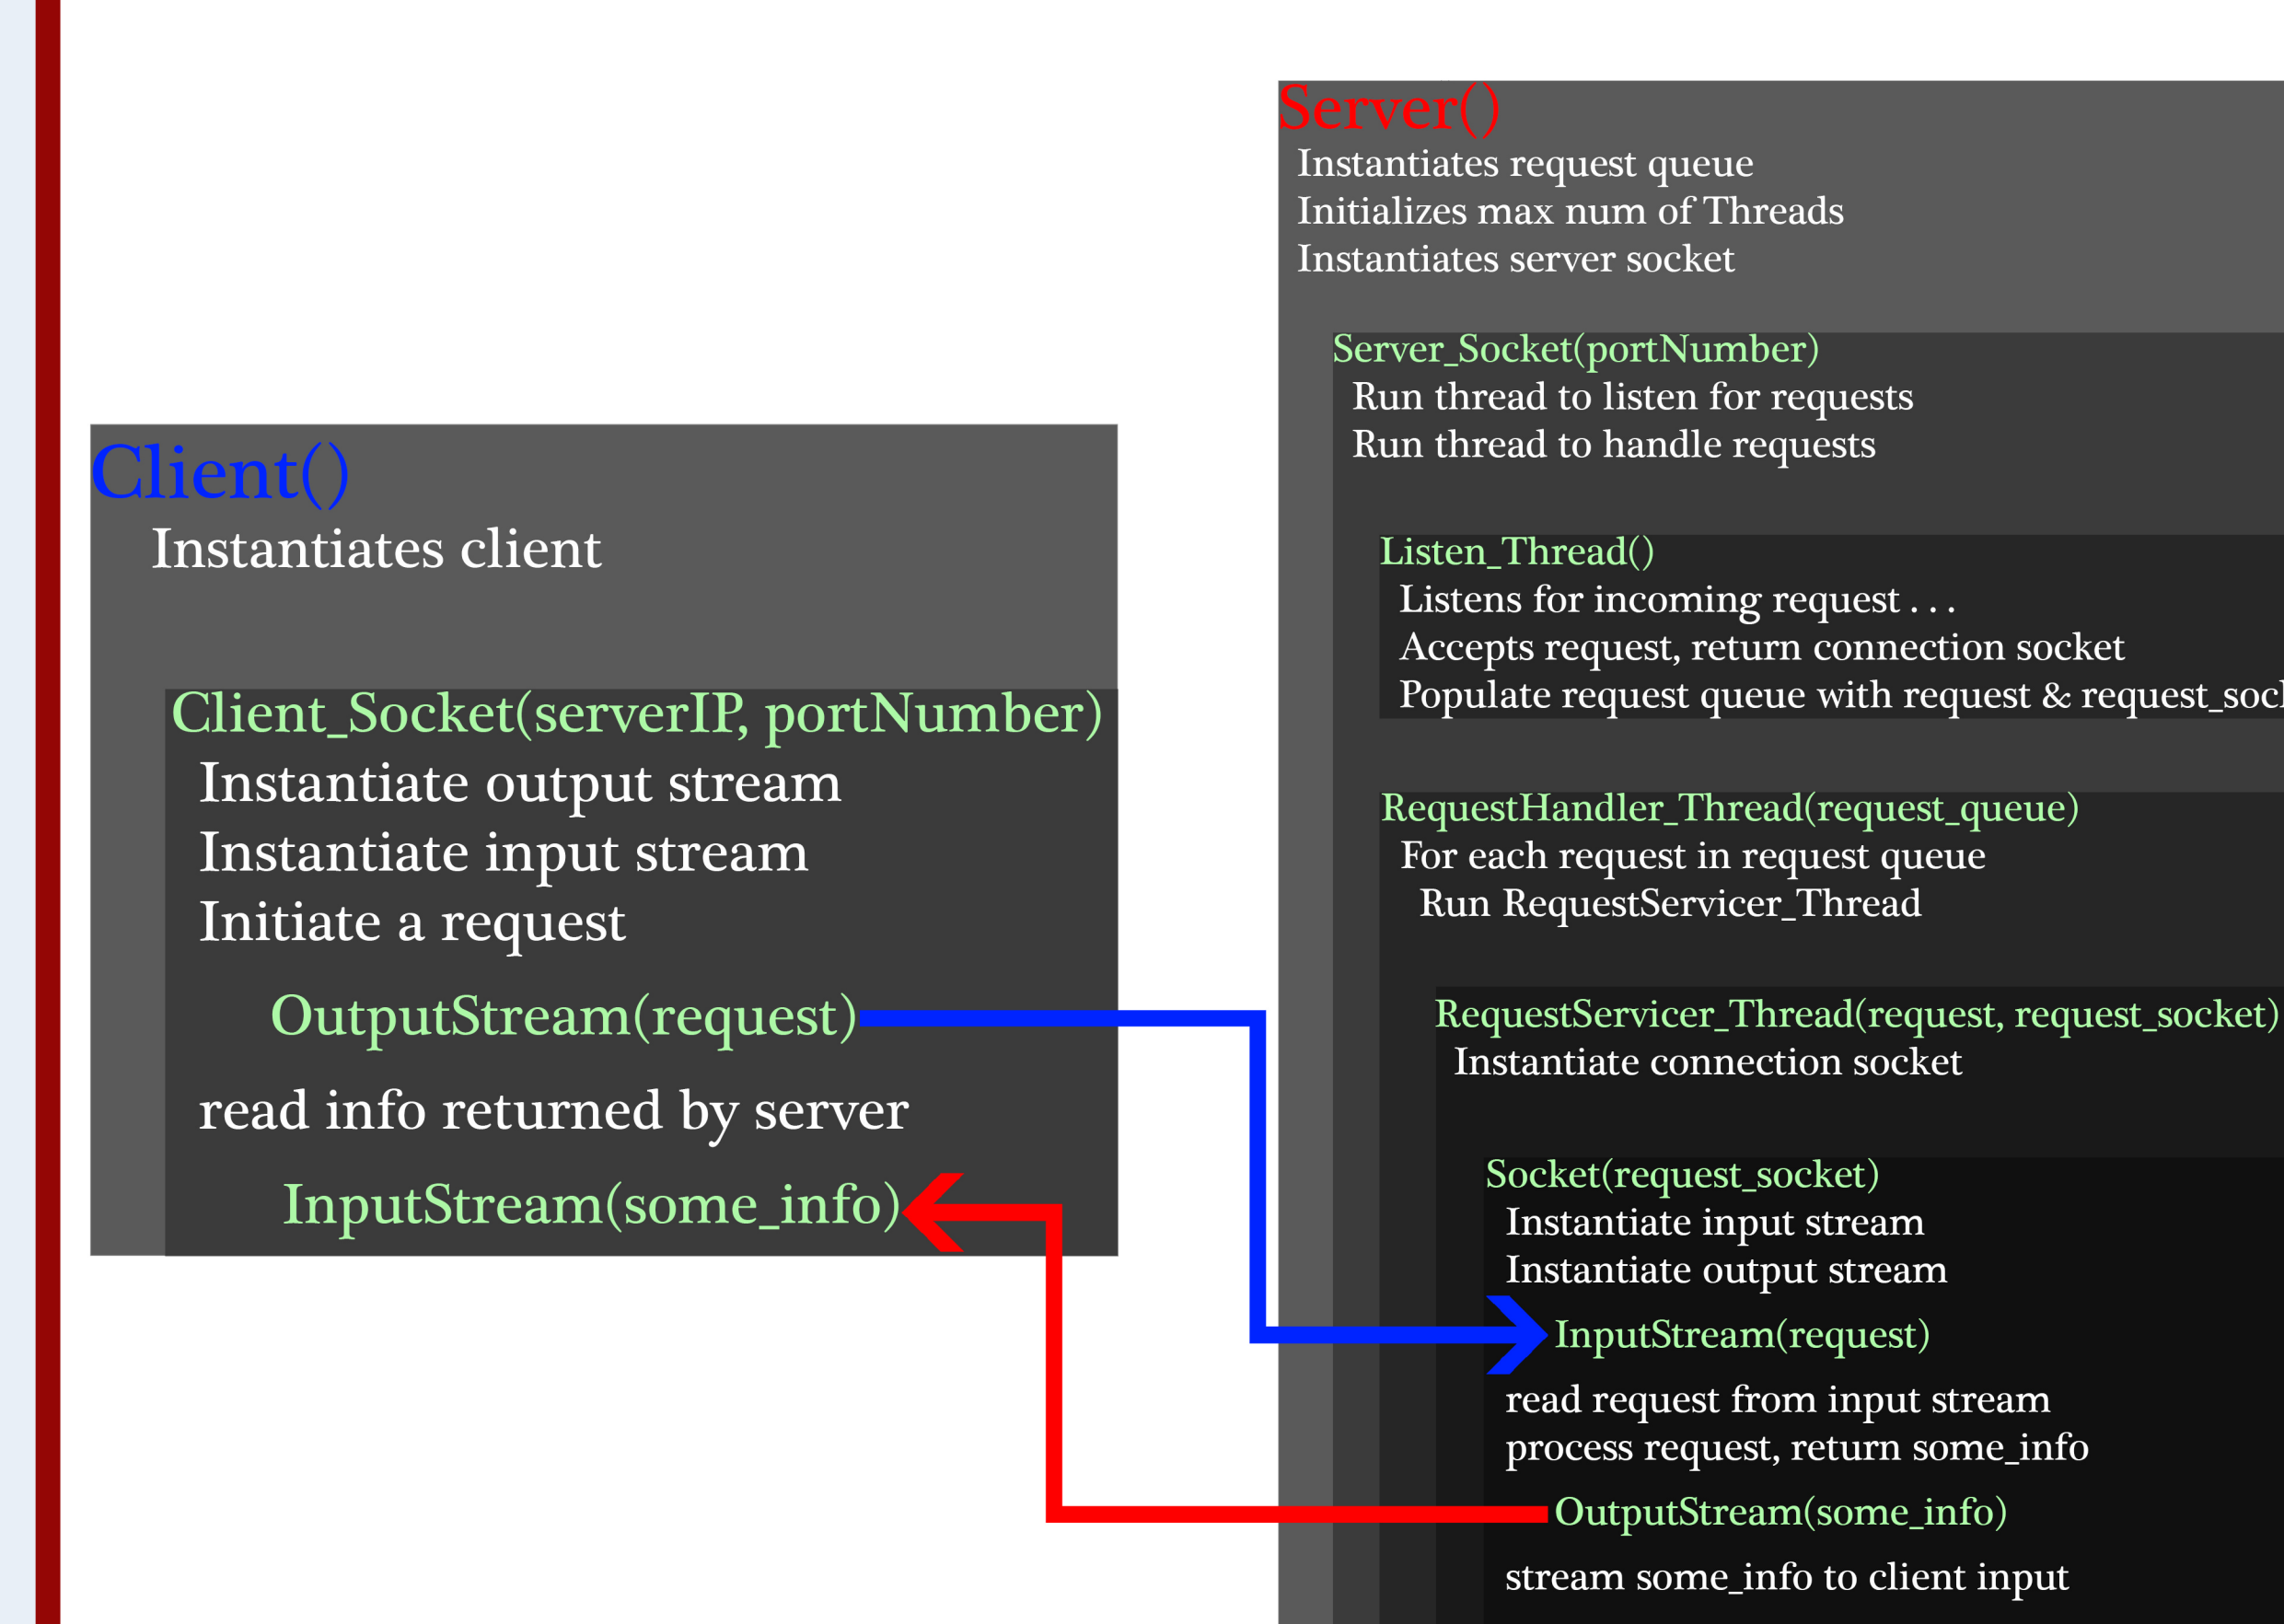 Client()
Instantiates client
Client_Socket(serverIP, portNumber)
Instantiate output stream
Instantiate input stream
Initiate a request
OutputStream(request)
read info returned by server
InputStream(some_info)
Server()
Instantiates request queue
Initializes max num of Threads
Instantiates server socket
Server_Socket(portNumber)
Run thread to listen for requests
Run thread to handle requests
Listen_Thread()
Listens for incoming request . . .
Accepts request, return connection socket
Populate request queue with request &
RequestHandler_Thread(request_queue)
For each request in request queue
Run RequestServicer_Thread
RequestServicer_Thread(request, request_socket)
Instantiate connection socket
Socket(request_socket)
Instantiate input stream
Instantiate output stream
InputStream(request)
read request from input stream
process request, return some_info
OutputStream(some_info)
stream some_info to client input